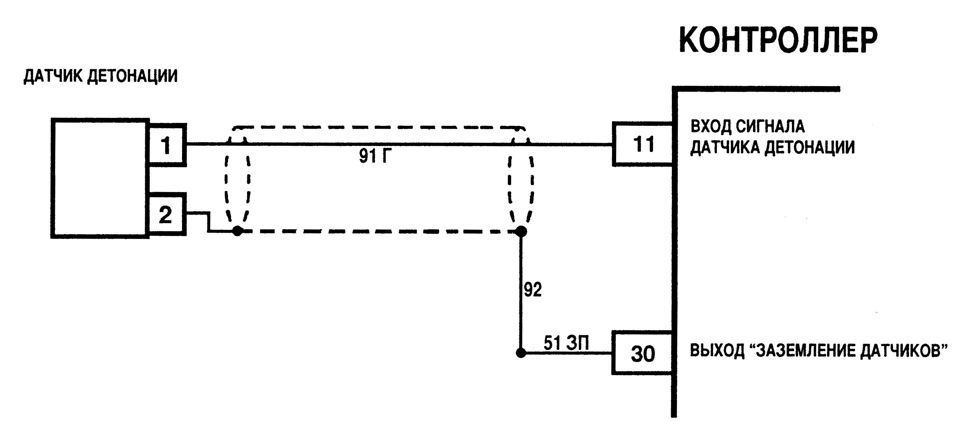 КОНТРОЛЛЕР
ДАТЧИК ДЕТОНАЦИИ
1
91 Г
11
ВХОД СИГНАЛА
ДАТЧИКА ДЕТОНАЦИИ
2
92
51 ЗП
30
ВЫХОД “ЗАЗЕМЛЕНИЕ ДАТЧИКОВ”